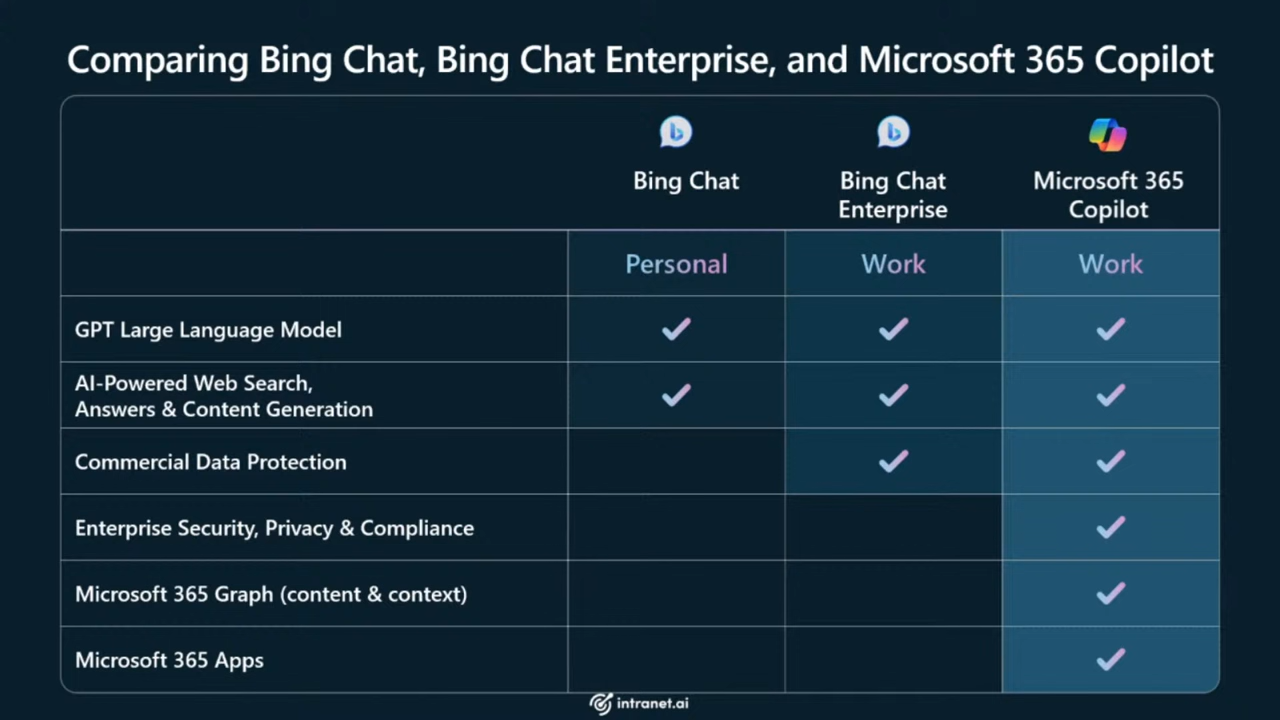 Comparing Bing Chat, Bing Chat Enterprise, and Microsoft 365 Copilot
Bing Chat
Bing Chat
Enterprise
Microsoft 365
Copilot
Personal
Work
Work
GPT Large Language Model
AI-Powered Web Search,
Answers & Content Generation
Commercial Data Protection
Enterprise Security, Privacy & Compliance
Microsoft 365 Graph (content & context)
Microsoft 365 Apps
intranet.ai